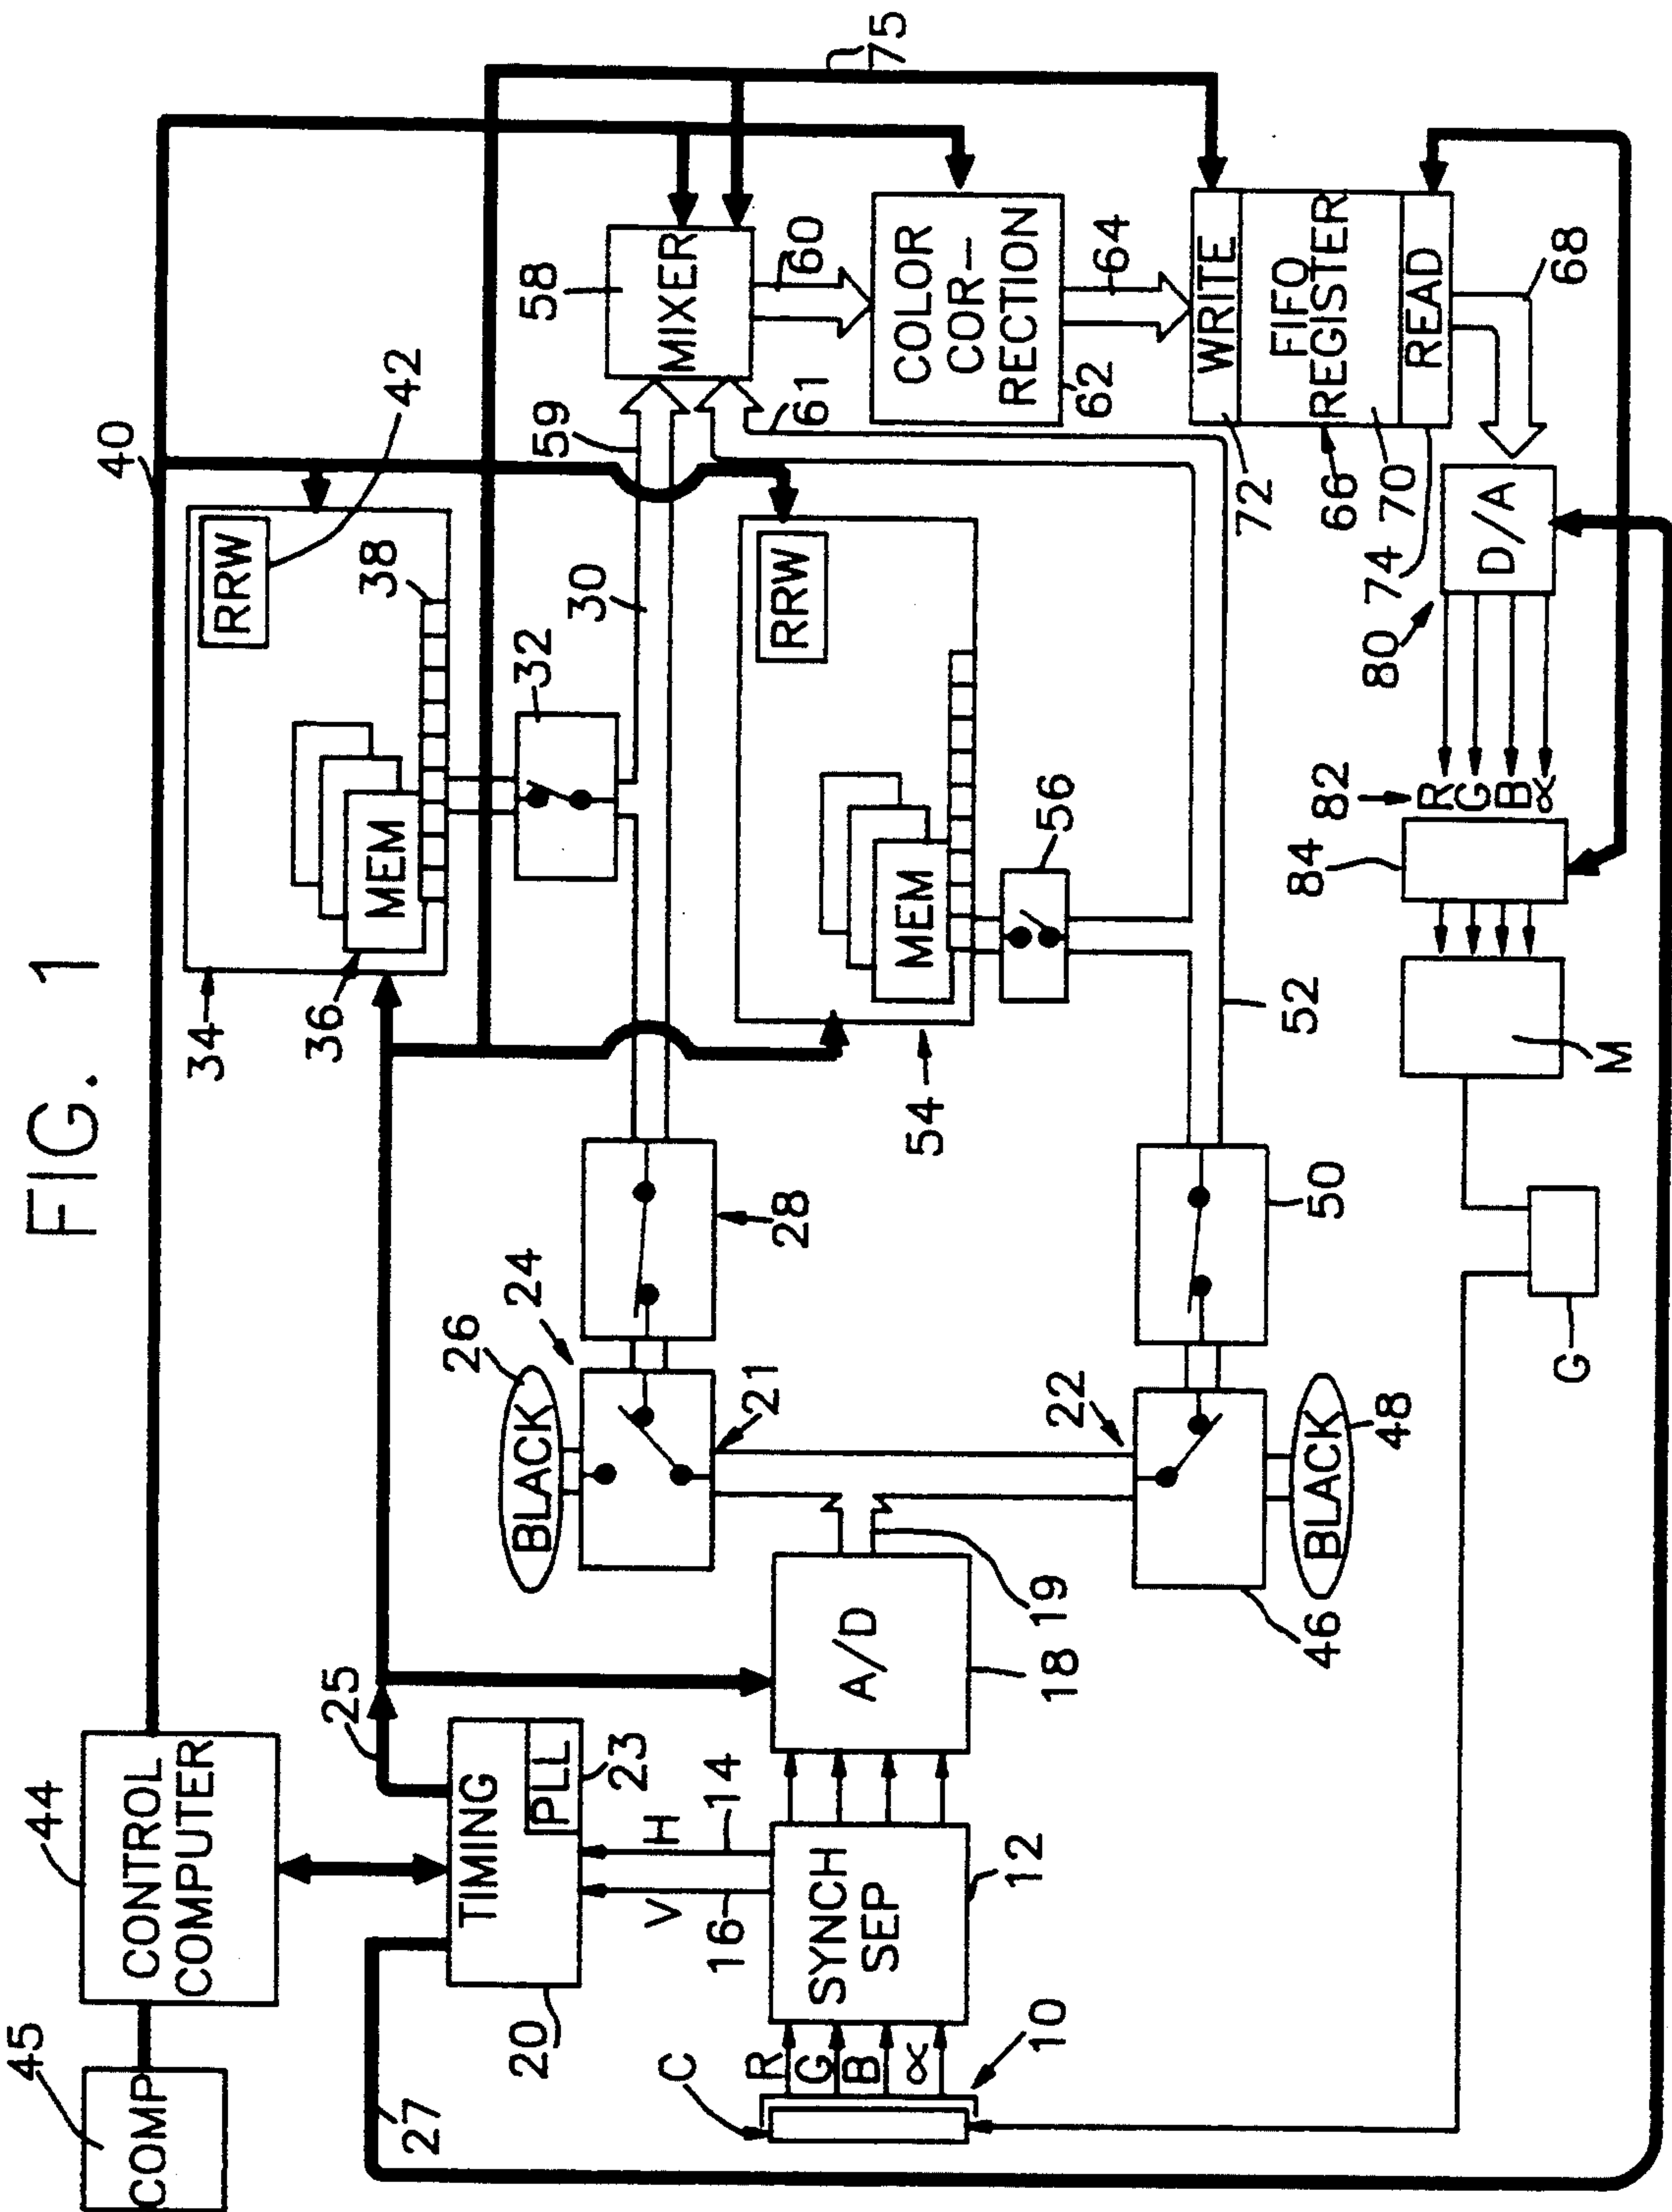 FIG. 1
45
COMP
44
CONTROL
COMPUTER
40
27
25
20
TIMING
PLL
23
V
H
16
14
C
R
G
B
∝
10
SYNCH
SEP
12
A/D
18
19
34
36
MEM
38
RRW
42
32
30
59
26
BLACK
24
21
28
22
46
BLACK
48
50
52
54
MEM
RRW
56
58
MIXER
60
61
COLOR
COR–
RECTION
62
64
75
WRITE
FIFO
REGISTER
READ
72
66
70
74
68
D/A
80
82
R
G
B
∝
84
M
G